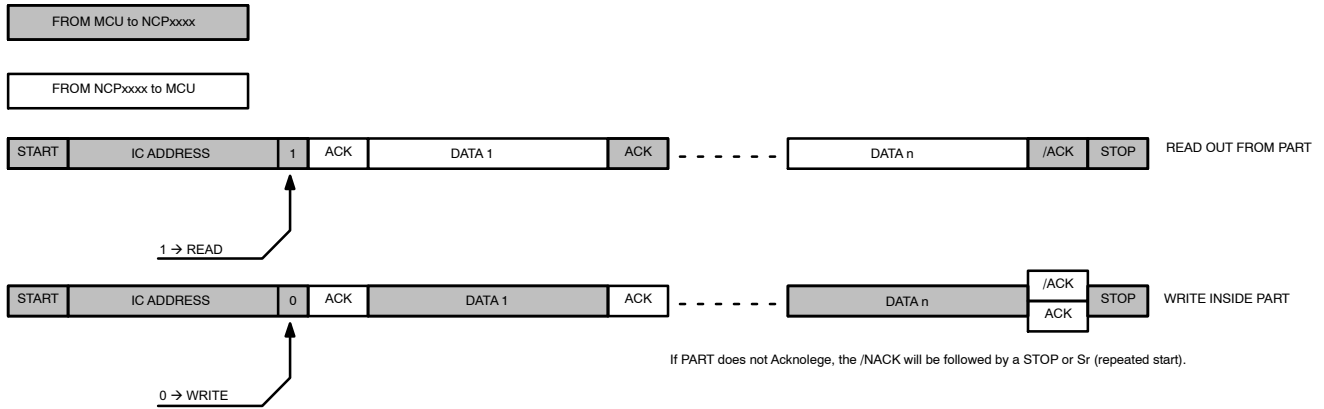 FROM MCU to NCPxxxx
FROM NCPxxxx to MCU
START IC ADDRESS 1 ACK DATA 1 ACK DATA n /ACK STOP READ OUT FROM PART
1 → READ
START IC ADDRESS 0 ACK DATA 1 ACK DATA n /ACK ACK STOP WRITE INSIDE PART
If PART does not Acknolege, the /NACK will be followed by a STOP or Sr (repeated start).
0 → WRITE